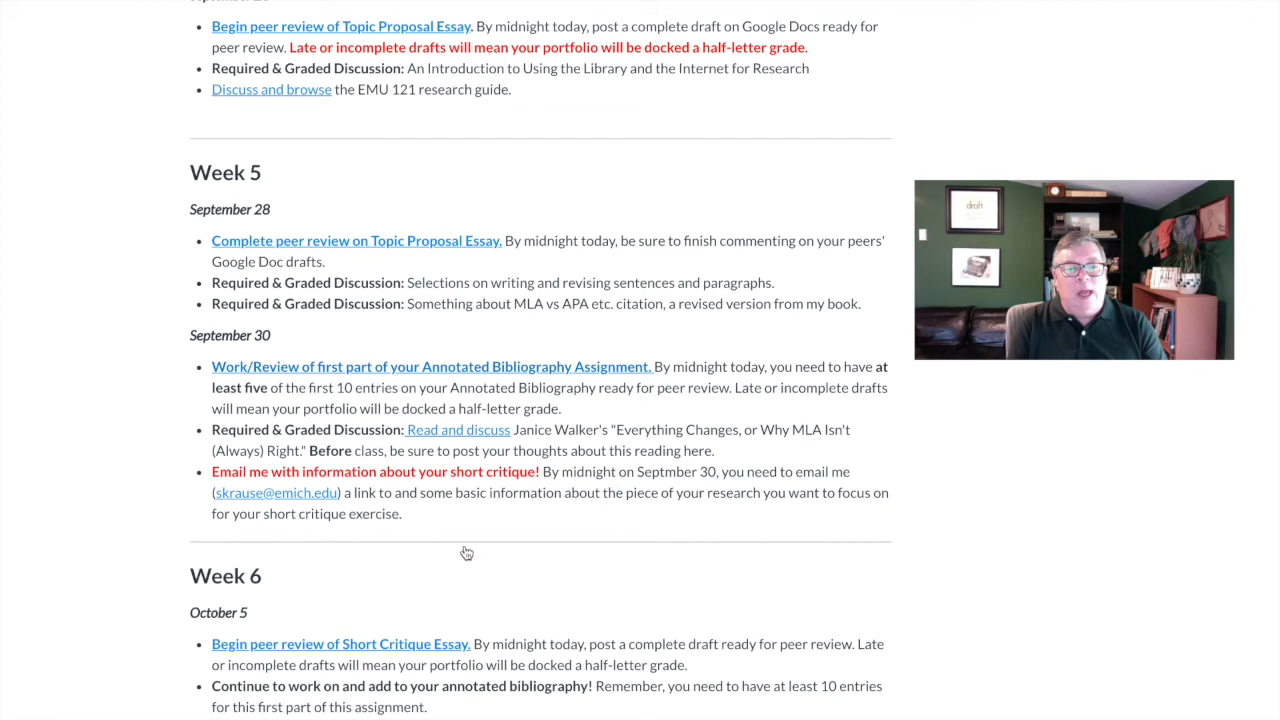 Begin peer review of Topic Proposal Essay. By midnight today, post a complete draft on Google Docs ready for
peer review. Late or incomplete drafts will mean your portfolio will be docked a half-letter grade.
Required & Graded Discussion: An Introduction to Using the Library and the Internet for Research
Discuss and browse the EMU 121 research guide.
Week 5
September 28
Complete peer review on Topic Proposal Essay. By midnight today, be sure to finish commenting on your peers'
Google Doc drafts.
Required & Graded Discussion: Selections on writing and revising sentences and paragraphs.
Required & Graded Discussion: Something about MLA vs APA etc. citation, a revised version from my book.
September 30
Work/Review of first part of your Annotated Bibliography Assignment. By midnight today, you need to have at
least five of the first 10 entries on your Annotated Bibliography ready for peer review. Late or incomplete drafts
will mean your portfolio will be docked a half-letter grade.
Required & Graded Discussion: Read and discuss Janice Walker's "Everything Changes, or Why MLA Isn't
(Always) Right." Before class, be sure to post your thoughts about this reading here.
Email me with information about your short critique! By midnight on Septmber 30, you need to email me
(skrause@emich.edu) a link to and some basic information about the piece of your research you want to focus on
for your short critique exercise.
Week 6
October 5
Begin peer review of Short Critique Essay. By midnight today, post a complete draft ready for peer review. Late
or incomplete drafts will mean your portfolio will be docked a half-letter grade.
Continue to work on and add to your annotated bibliography! Remember, you need to have at least 10 entries
for this first part of this assignment.
draft